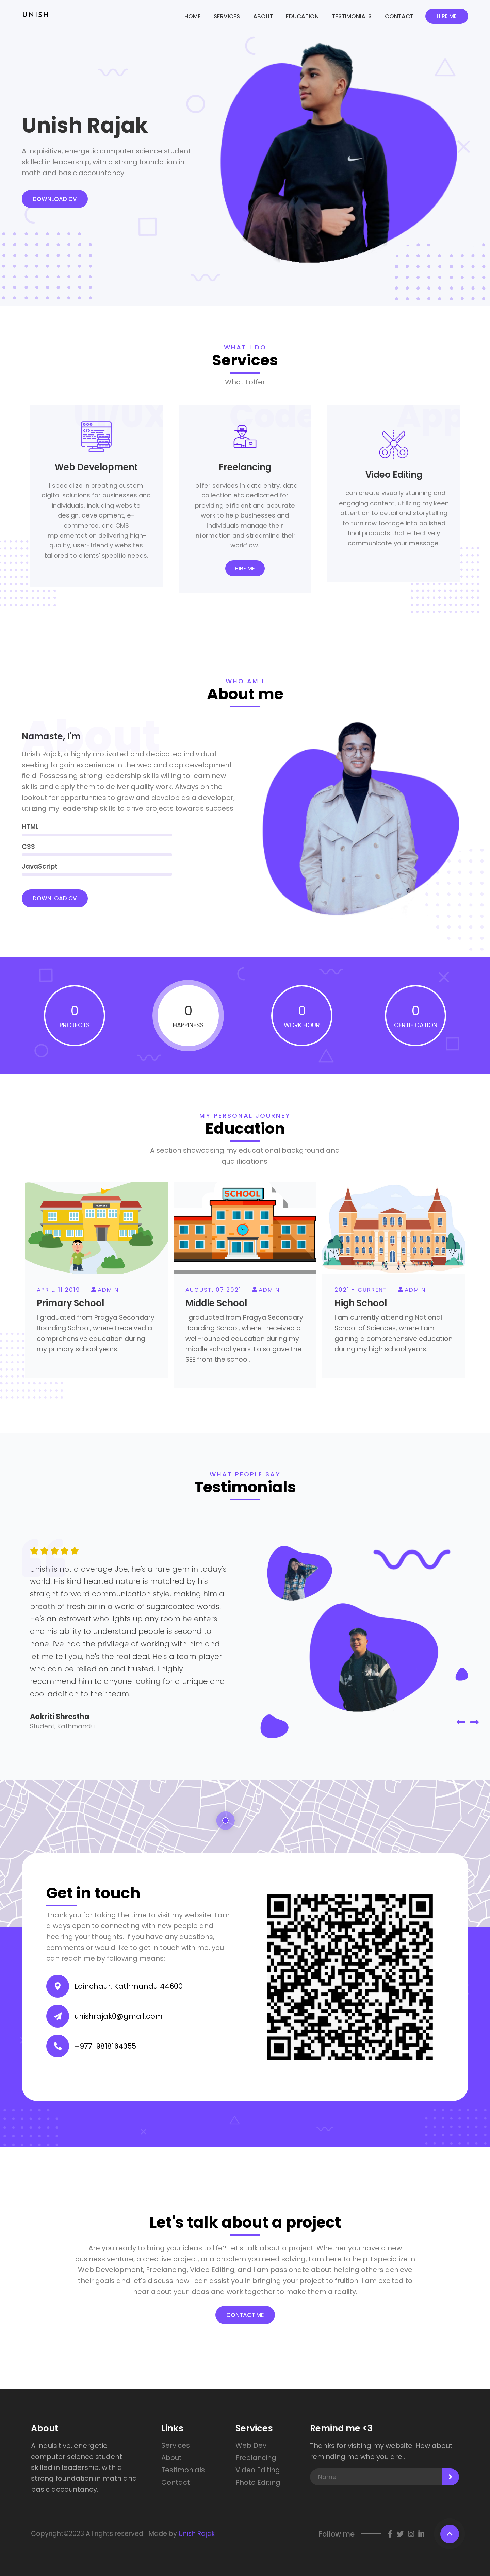 UNISH
HOME SERVICES ABOUT EDUCATION TESTIMONIALS CONTACT HIRE ME
Unish Rajak
A Inquisitive, energetic computer science student
skilled in leadership, with a strong foundation in
math and basic accountancy.
DOWNLOAD CV
WHAT I DO
Services
What I offer
Web Development
I specialize in creating custom
digital solutions for businesses and
individuals, including website
design, development, e-
commerce, and CMS
implementation delivering high-
quality, user-friendly websites
tailored to clients' specific needs.
Freelancing
I offer services in data entry, data
collection etc dedicated for
providing efficient and accurate
work to help businesses and
individuals manage their
information and streamline their
workflow.
HIRE ME
Video Editing
I can create visually stunning and
engaging content, utilizing my keen
attention to detail and storytelling
to turn raw footage into polished
final products that effectively
communicate your message.
WHO AM I
About me
About
Namaste, I'm
Unish Rajak, a highly motivated and dedicated individual
seeking to gain experience in the web and app development
field. Possessing strong leadership skills willing to learn new
skills and apply them to deliver quality work. Always on the
lookout for opportunities to grow and develop as a developer,
utilizing my leadership skills to drive projects towards success.
HTML
CSS
JavaScript
DOWNLOAD CV
0
PROJECTS
0
HAPPINESS
0
WORK HOUR
0
CERTIFICATION
MY PERSONAL JOURNEY
Education
A section showcasing my educational background and
qualifications.
SCHOOL
APRIL, 11 2019 ADMIN
Primary School
I graduated from Pragya Secondary
Boarding School, where I received a
comprehensive education during
my primary school years.
AUGUST, 07 2021 ADMIN
Middle School
I graduated from Pragya Secondary
Boarding School, where I received a
well-rounded education during my
middle school years. I also gave the
SEE from the school.
2021 - CURRENT ADMIN
High School
I am currently attending National
School of Sciences, where I am
gaining a comprehensive education
during my high school years.
WHAT PEOPLE SAY
Testimonials
Unish is not a average Joe, he's a rare gem in today's
world. His kind hearted nature is matched by his
straight forward communication style, making him a
breath of fresh air in a world of sugarcoated words.
He's an extrovert who lights up any room he enters
and his ability to understand people is second to
none. I've had the privilege of working with him and
let me tell you, he's the real deal. He's a team player
who can be relied on and trusted, I highly
recommend him to anyone looking for a unique and
cool addition to their team.
Aakriti Shrestha
Student, Kathmandu
Get in touch
Thank you for taking the time to visit my website. I am
always open to connecting with new people and
hearing your thoughts. If you have any questions,
comments or would like to get in touch with me, you
can reach me by following means:
Lainchaur, Kathmandu 44600
unishrajak0@gmail.com
+977-9818164355
Let's talk about a project
Are you ready to bring your ideas to life? Let's talk about a project. Whether you have a new
business venture, a creative project, or a problem you need solving, I am here to help. I specialize in
Web Development, Freelancing, Video Editing, and I am passionate about helping others achieve
their goals and let's discuss how I can assist you in bringing your project to fruition. I am excited to
hear about your ideas and work together to make them a reality.
CONTACT ME
About
A Inquisitive, energetic
computer science student
skilled in leadership, with a
strong foundation in math and
basic accountancy.
Links
Services
About
Testimonials
Contact
Services
Web Dev
Freelancing
Video Editing
Photo Editing
Remind me <3
Thanks for visiting my website. How about
reminding me who you are..
Name
Copyright©2023 All rights reserved | Made by Unish Rajak
Follow me